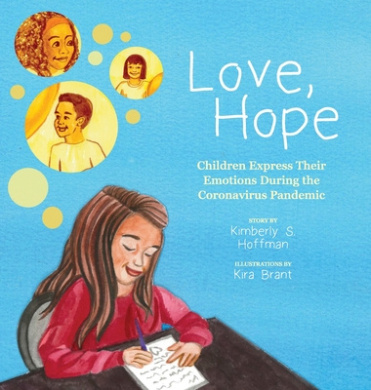 Love,
Hope
Children Express Their
Emotions During the
Coronavirus Pandemic
STORY BY
Kimberly S.
Hoffman
ILLUSTRATIONS BY
Kira Brant